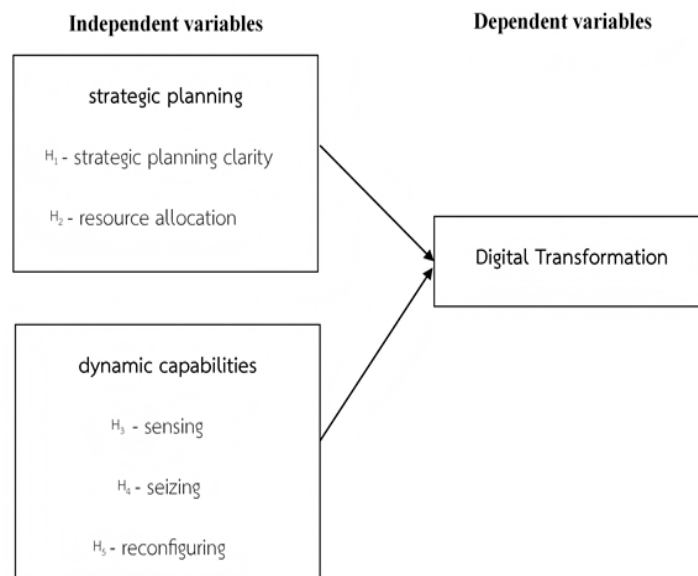 Independent variables
Dependent variables
strategic planning
H₁ - strategic planning clarity
H₂ - resource allocation
Digital Transformation
dynamic capabilities
H₃ - sensing
H₄ - seizing
H₅ - reconfiguring